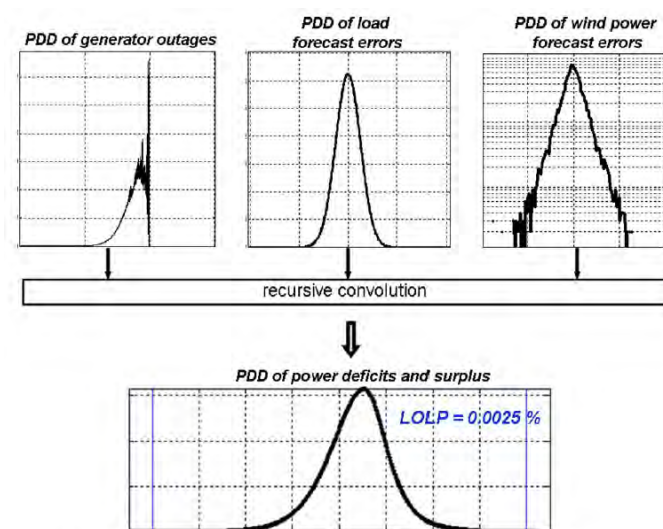 PDD of generator outages
PDD of load
forecast errors
PDD of wind power
forecast errors
recursive convolution
PDD of power deficits and surplus
LOLP = 0.0025 %